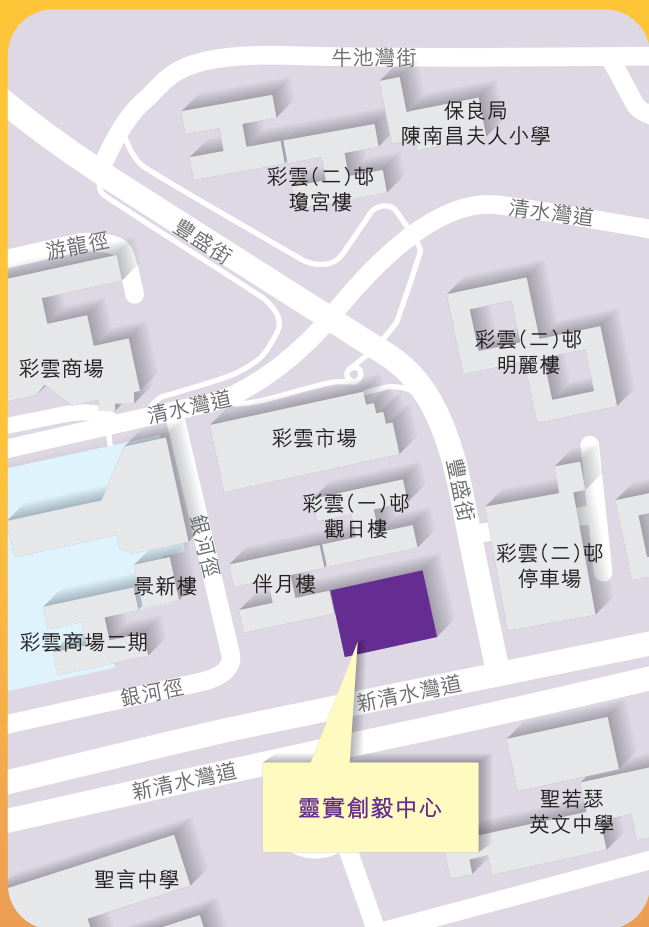 牛池灣街
保良局
陳南昌夫人小學
彩雲(二)邨
瓊宮樓
清水灣道
游龍徑
豐盛街
彩雲(二)邨
明麗樓
彩雲商場
清水灣道
彩雲市場
豐盛街
彩雲(一)邨
觀日樓
銀河徑
彩雲(二)邨
停車場
景新樓
伴月樓
彩雲商場二期
銀河徑
新清水灣道
新清水灣道
靈實創毅中心
聖若瑟
英文中學
聖言中學